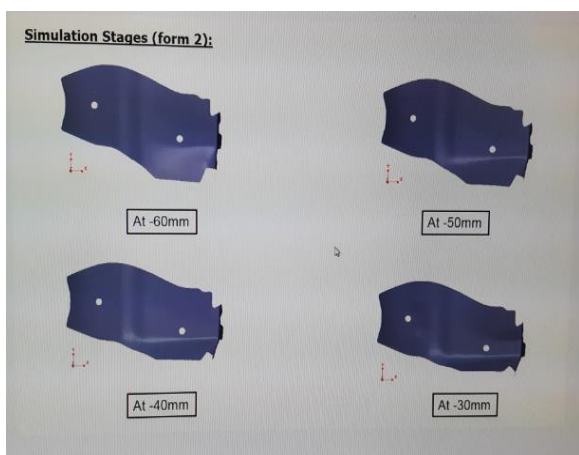 Simulation Stages (form 2):
At -60mm
At -50mm
At -40mm
At -30mm